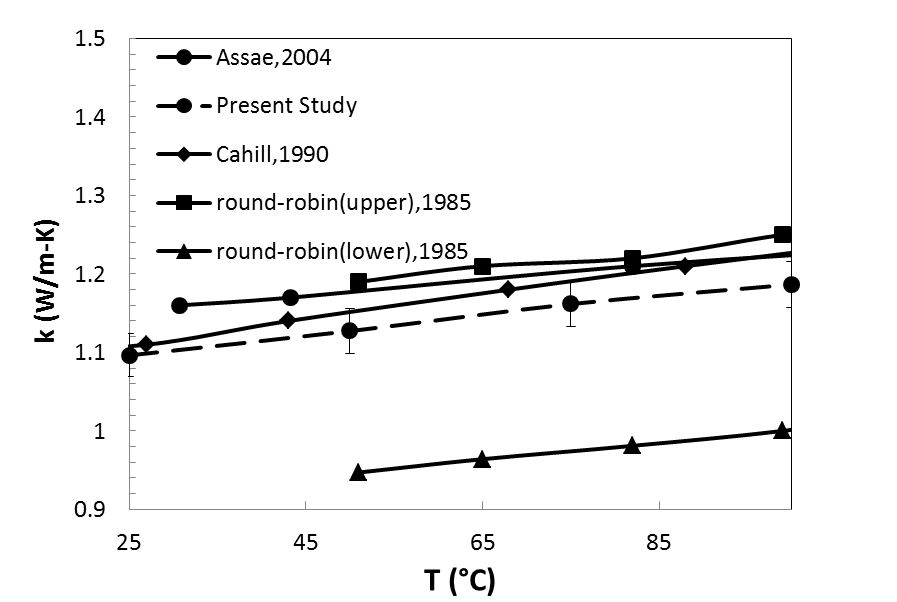 1.5
1.4
1.3
1.2
1.1
1
0.9
k (W/m-K)
Assae,2004
Present Study
Cahill,1990
round-robin(upper),1985
round-robin(lower),1985
25 45 65 85
T (°C)